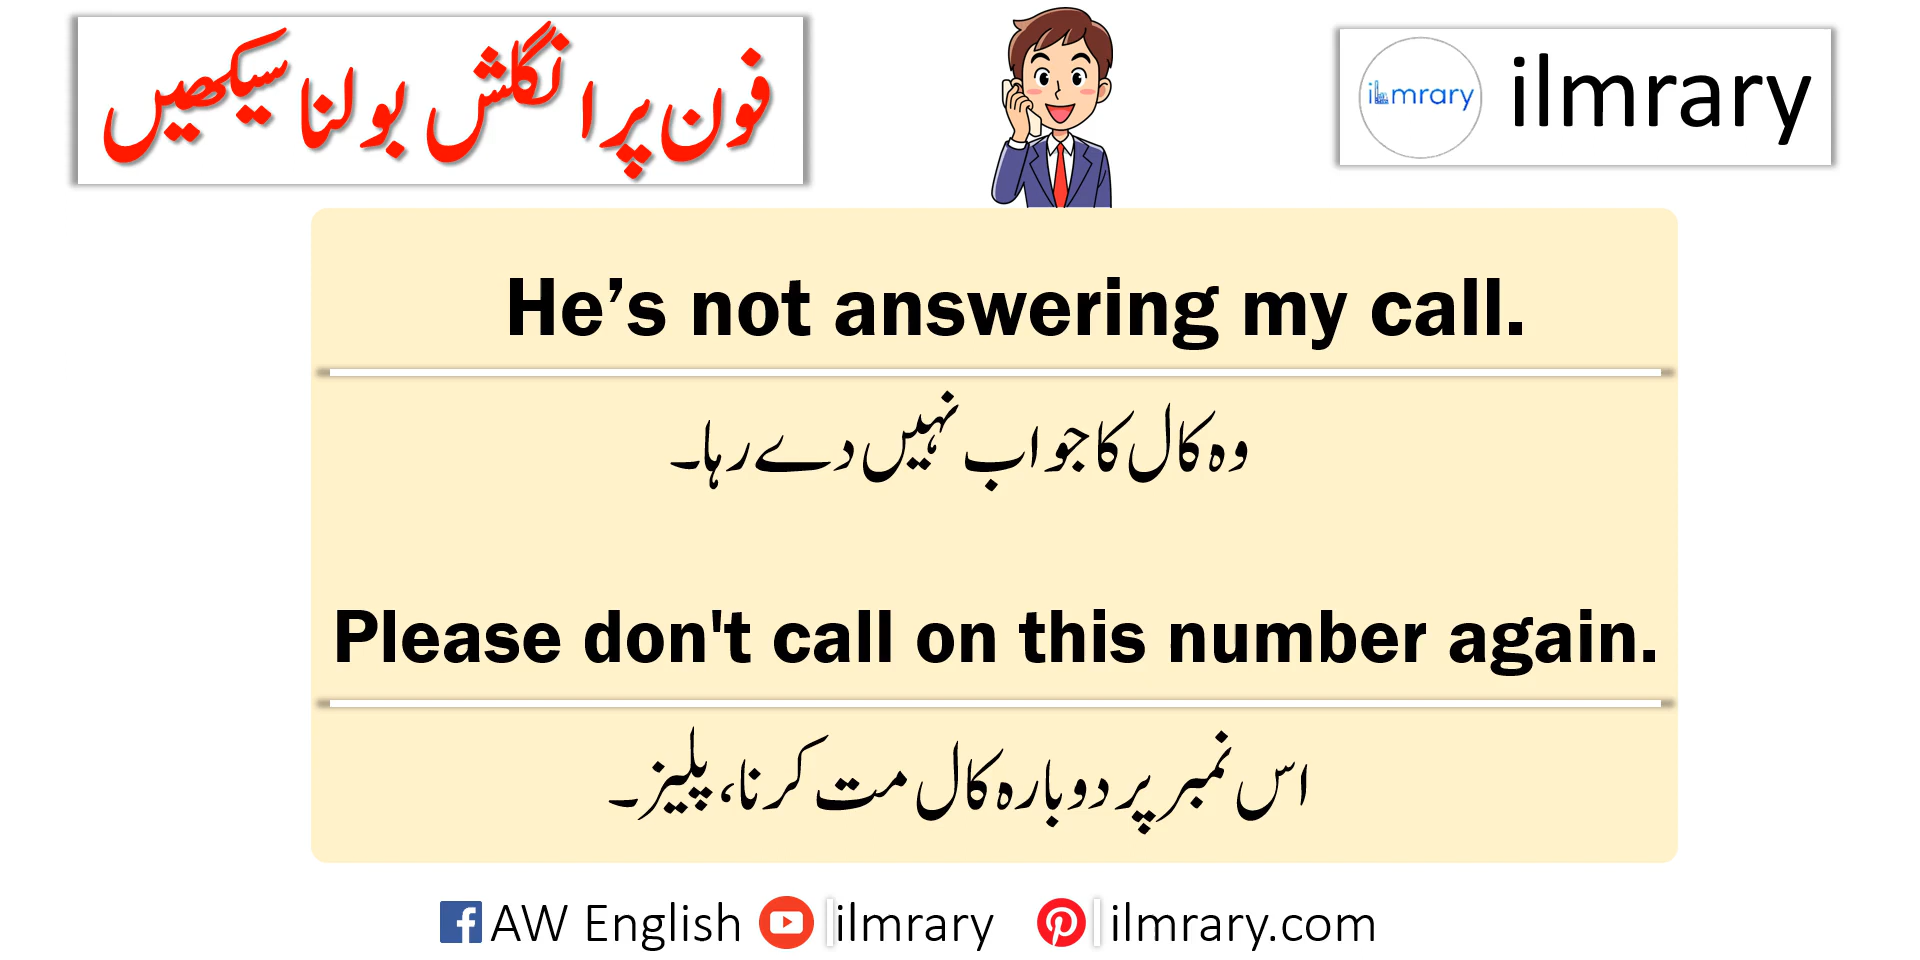 فون پر انگلش بولنا سیکھیں
ilmrary
ilmrary
He’s not answering my call.
وہ کال کا جواب نہیں دے رہا۔
Please don't call on this number again.
اس نمبر پر دوبارہ کال مت کرنا، پلیز۔
AW English ilmrary ilmrary.com